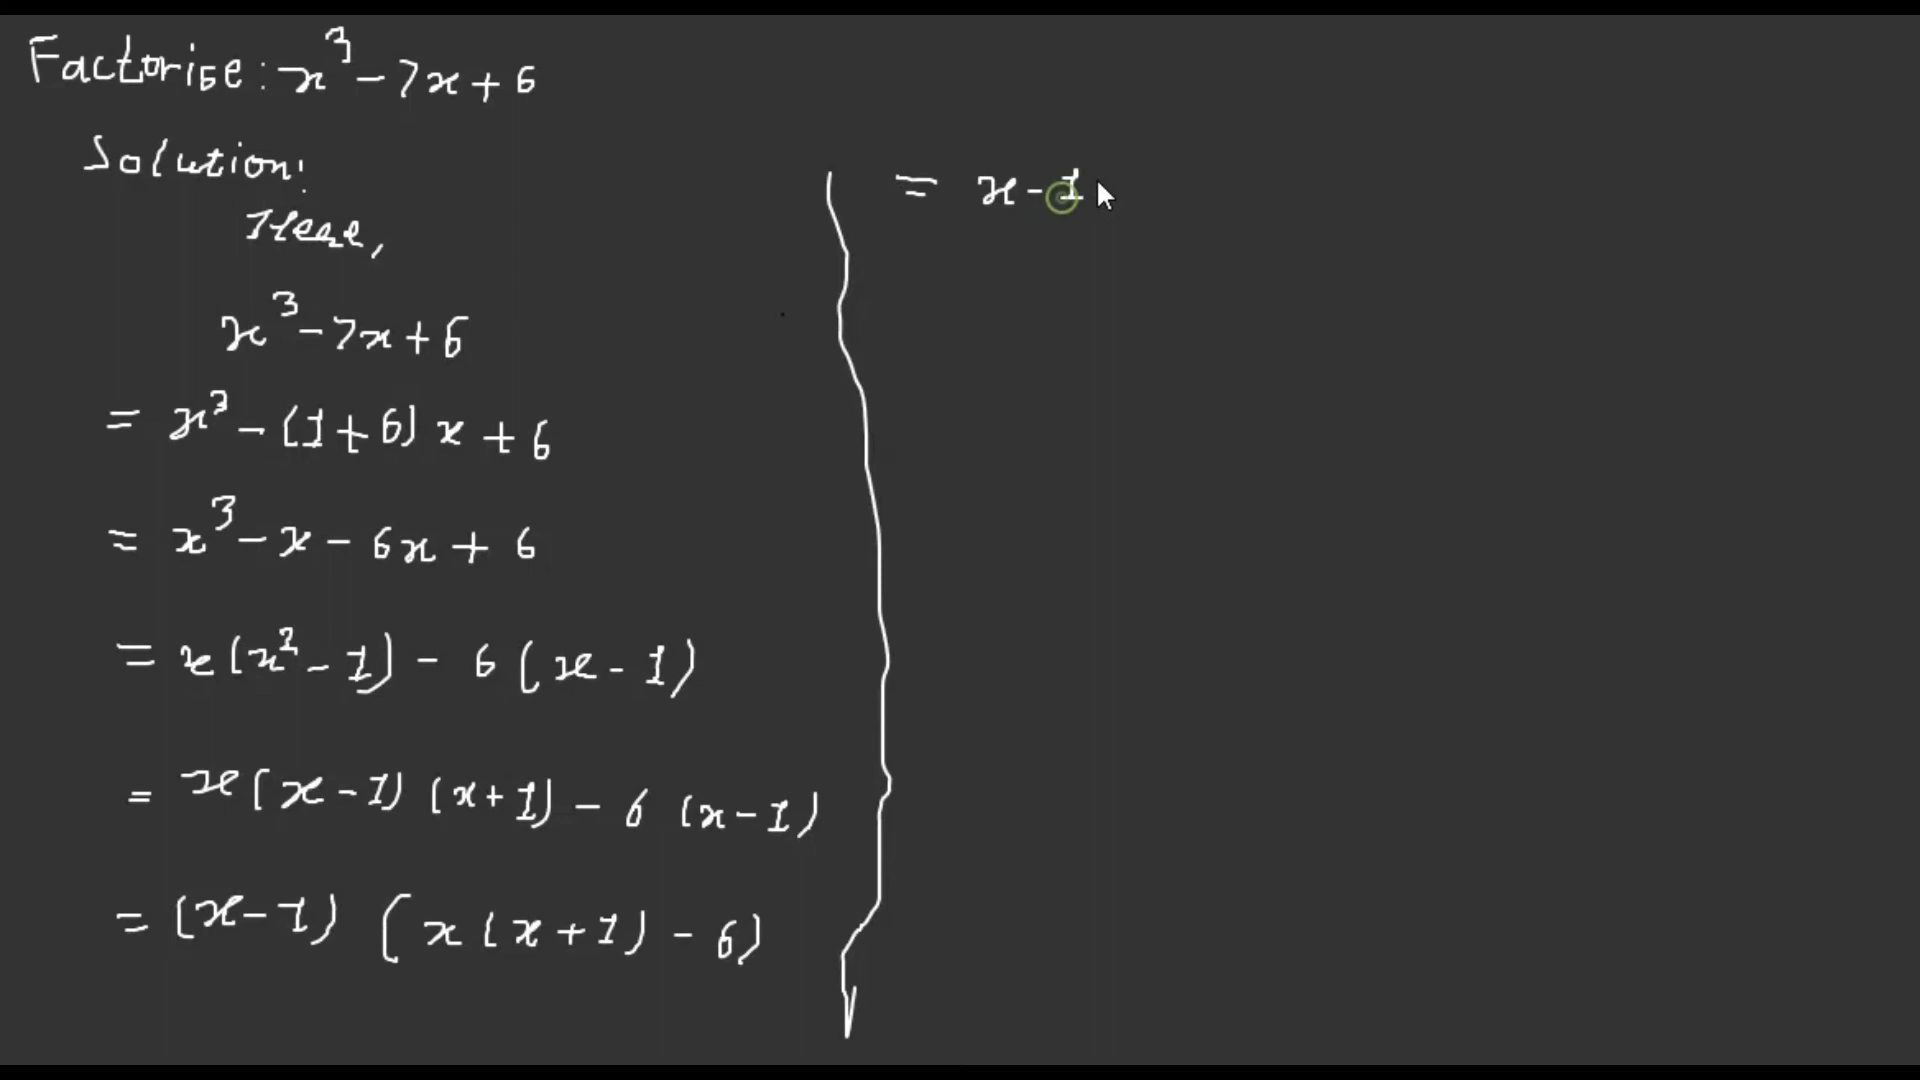 Factorise: x³ - 7x + 6
Solution:
Here,
x³ - 7x + 6
= x³ - (1 + 6) x + 6
= x³ - x - 6x + 6
= x(x² - 1) - 6 (x - 1)
= x(x - 1) (x + 1) - 6 (x - 1)
= (x - 1) (x (x + 1) - 6)
= x - 1